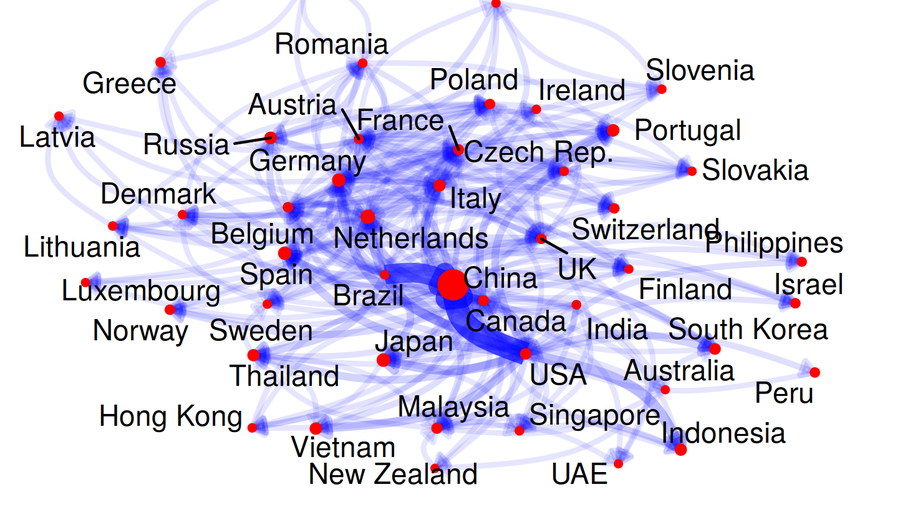 Romania
Slovenia
Greece
Poland
Ireland
Austria
France
Latvia
Russia
Portugal
Germany
Czech Rep.
Slovakia
Denmark
Italy
Lithuania
Belgium
Netherlands
Switzerland
Philippines
Spain
China
UK
Luxembourg
Brazil
Finland
Israel
Norway
Sweden
Canada
India
South Korea
Japan
Thailand
USA
Australia
Peru
Hong Kong
Malaysia
Singapore
Vietnam
Indonesia
New Zealand
UAE